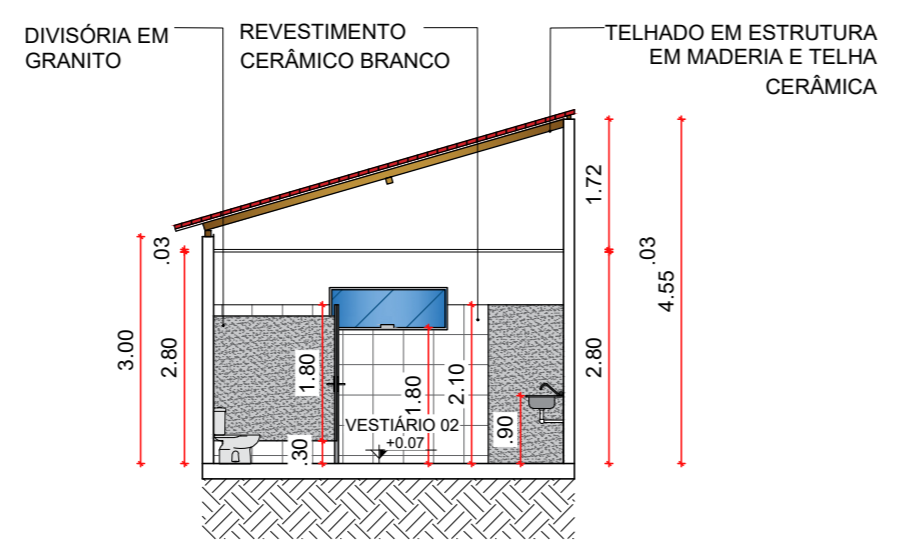 DIVISÓRIA EM
GRANITO
REVESTIMENTO
CERÂMICO BRANCO
TELHADO EM ESTRUTURA
EM MADERIA E TELHA
CERÂMICA
3.00
.03
2.80
1.80
.30
1.80
2.10
VESTIÁRIO 02
+0.07
.90
1.72
2.80
.03
4.55